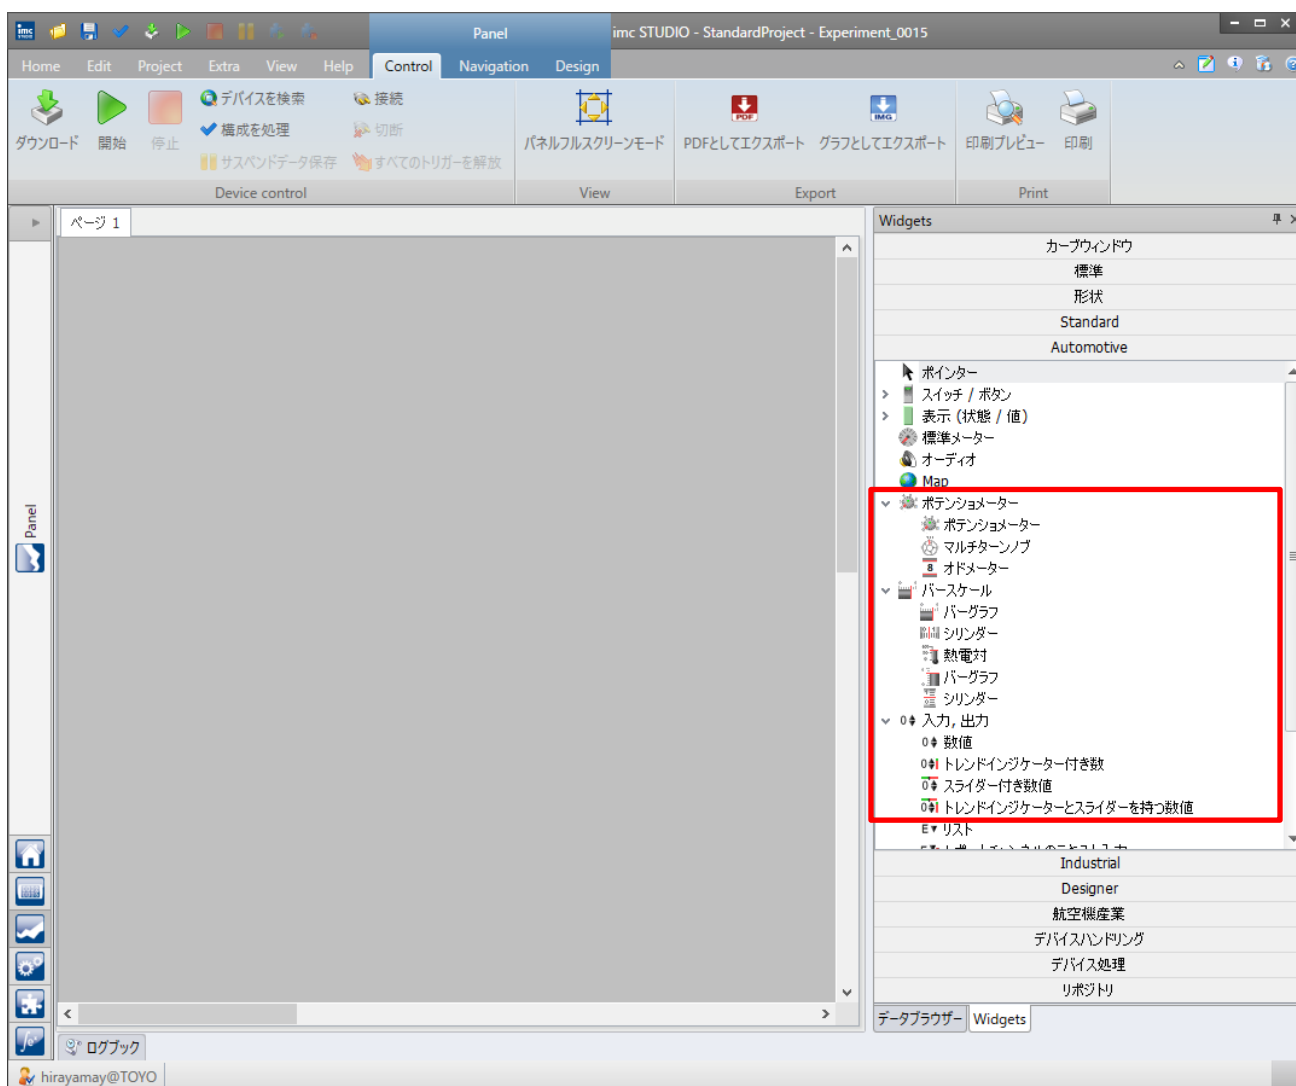 imc STUDIO
Panel
imc STUDIO - StandardProject - Experiment_0015
Home Edit Project Extra View Help Control Navigation Design
デバイスを検索 接続
構成を処理 切断
ダウンロード 開始 停止 パネルフルスクリーンモード PDF PDFとしてエクスポート IMG グラフとしてエクスポート 印刷プレビュー 印刷
サスペンドデータ保存 すべてのトリガーを解放
Device control View Export Print
ページ 1
Widgets
カーブウィンドウ
標準
形状
Standard
Automotive
ポインター
スイッチ / ボタン
表示 (状態 / 値)
標準メーター
オーディオ
Map
ポテンショメーター
ポテンショメーター
マルチターンノブ
オドメーター
バースケール
バーグラフ
シリンダー
熱電対
バーグラフ
シリンダー
入力, 出力
数値
トレンドインジケーター付き数
スライダー付き数値
トレンドインジケーターとスライダーを持つ数値
リスト
Industrial
Designer
航空機産業
デバイスハンドリング
デバイス処理
リポジトリ
データブラウザー Widgets
Panel
ログブック
hirayamay@TOYO